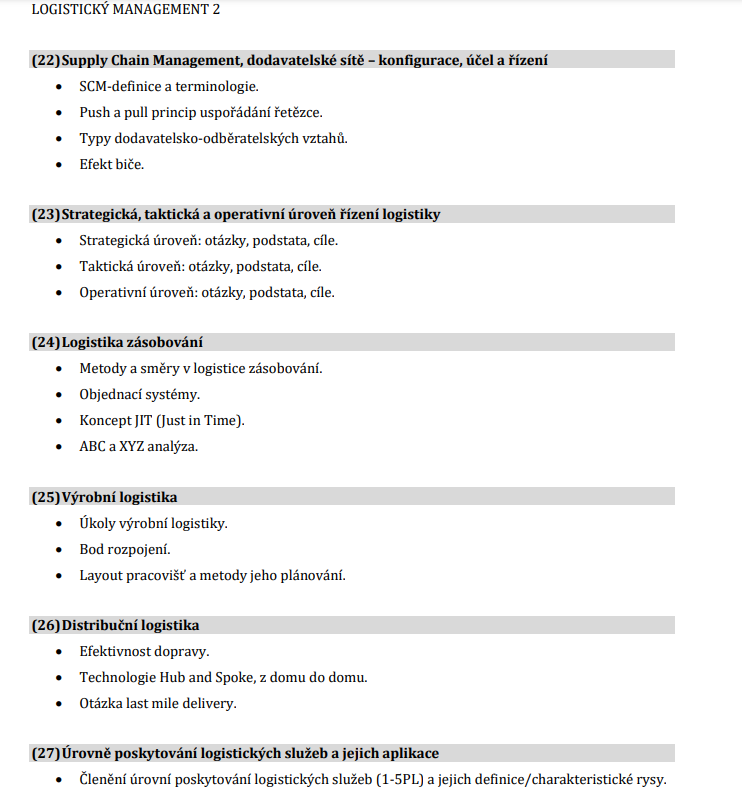 LOGISTICKÝ MANAGEMENT 2
(22)Supply Chain Management, dodavatelské sítě – konfigurace, účel a řízení
• SCM-definice a terminologie.
• Push a pull princip uspořádání řetězce.
• Typy dodavatelsko-odběratelských vztahů.
• Efekt biče.
(23)Strategická, taktická a operativní úroveň řízení logistiky
• Strategická úroveň: otázky, podstata, cíle.
• Taktická úroveň: otázky, podstata, cíle.
• Operativní úroveň: otázky, podstata, cíle.
(24)Logistika zásobování
• Metody a směry v logistice zásobování.
• Objednací systémy.
• Koncept JIT (Just in Time).
• ABC a XYZ analýza.
(25)Výrobní logistika
• Úkoly výrobní logistiky.
• Bod rozpojení.
• Layout pracovišť a metody jeho plánování.
(26)Distribuční logistika
• Efektivnost dopravy.
• Technologie Hub and Spoke, z domu do domu.
• Otázka last mile delivery.
(27)Úrovně poskytování logistických služeb a jejich aplikace
• Členění úrovní poskytování logistických služeb (1-5PL) a jejich definice/charakteristické rysy.